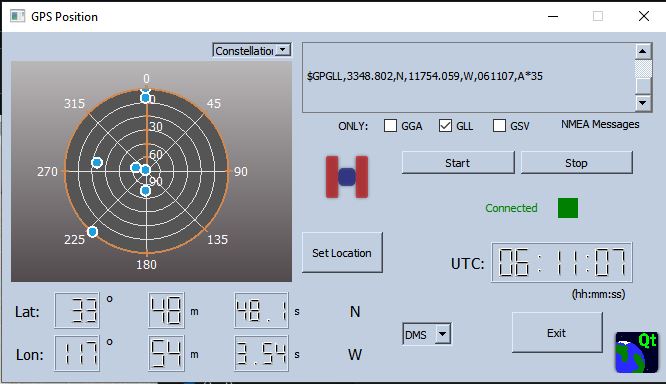 GPS Position
Constellation
$GPGLL,3348.802,N,11754.059,W,061107,A*35
ONLY: GGA GLL GSV NMEA Messages
0
315 45
0
30
60
270 90
90
225 135
180
Start Stop
Connected
Set Location
UTC: 06:11:07
(hh:mm:ss)
Lat: 33 o 48 m 48.1 s N
Lon: 117 o 54 m 3.54 s W
DMS
Exit
Qt